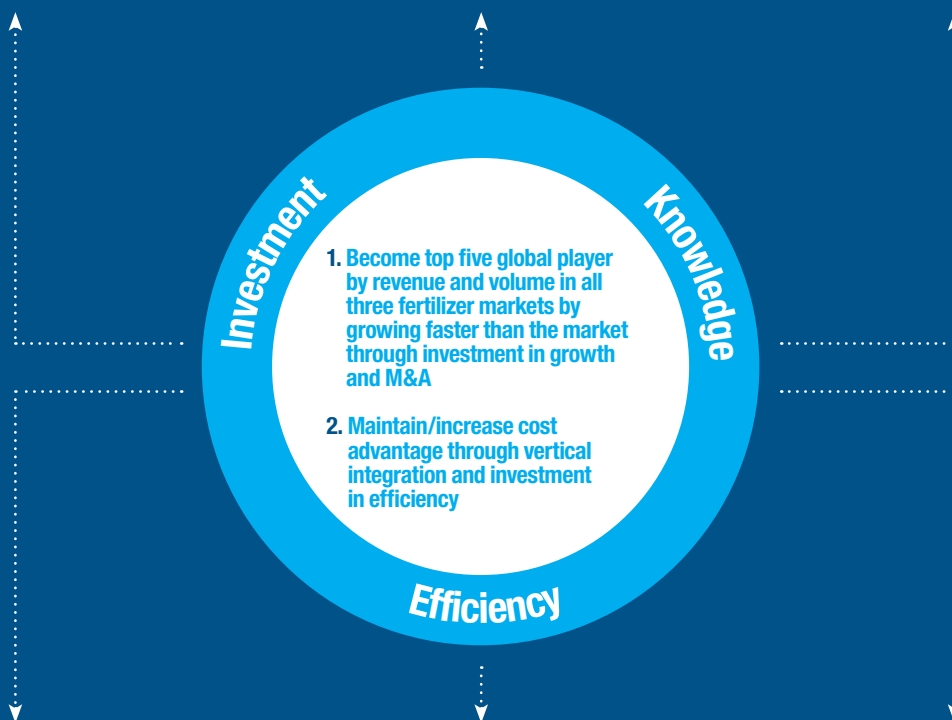 Investment
Knowledge
1. Become top five global player
by revenue and volume in all
three fertilizer markets by
growing faster than the market
through investment in growth
and M&A
2. Maintain/increase cost
advantage through vertical
integration and investment
in efficiency
Efficiency